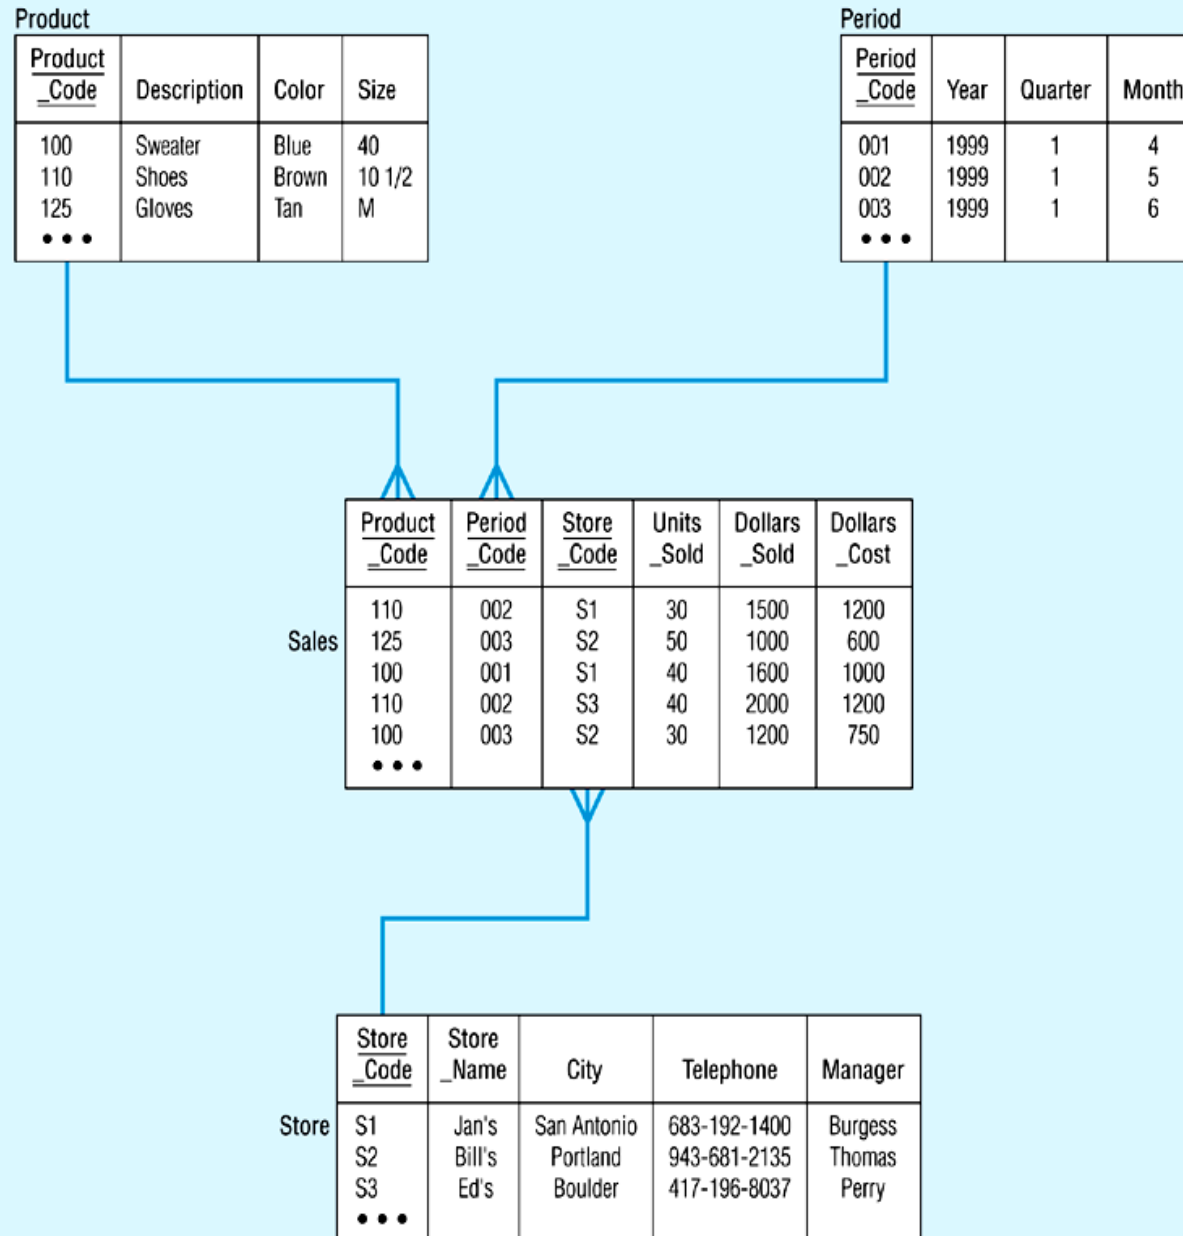 Product
Product
_Code Description Color Size
100 Sweater Blue 40
110 Shoes Brown 10 1/2
125 Gloves Tan M
• • •
Period
Period
_Code Year Quarter Month
001 1999 1 4
002 1999 1 5
003 1999 1 6
• • •
Sales
Product Period Store Units Dollars Dollars
_Code _Code _Code _Sold _Sold _Cost
110 002 S1 30 1500 1200
125 003 S2 50 1000 600
100 001 S1 40 1600 1000
110 002 S3 40 2000 1200
100 003 S2 30 1200 750
• • •
Store
Store Store
_Code _Name City Telephone Manager
S1 Jan's San Antonio 683-192-1400 Burgess
S2 Bill's Portland 943-681-2135 Thomas
S3 Ed's Boulder 417-196-8037 Perry
• • •